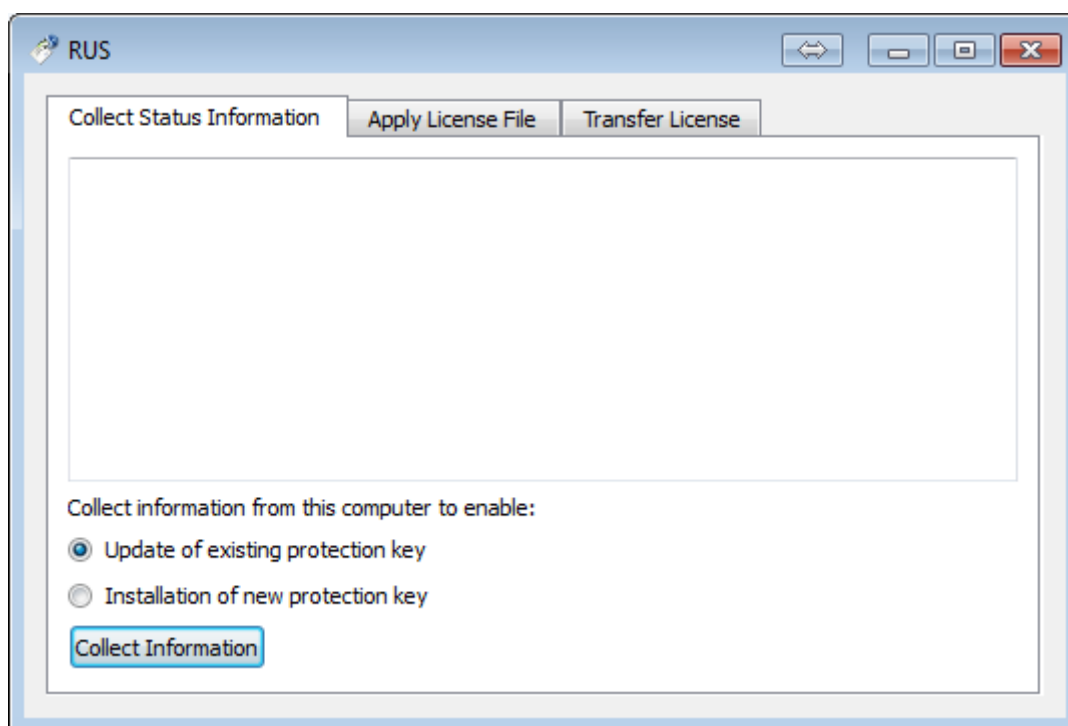 RUS
Collect Status Information
Apply License File
Transfer License
Collect information from this computer to enable:
Update of existing protection key
Installation of new protection key
Collect Information